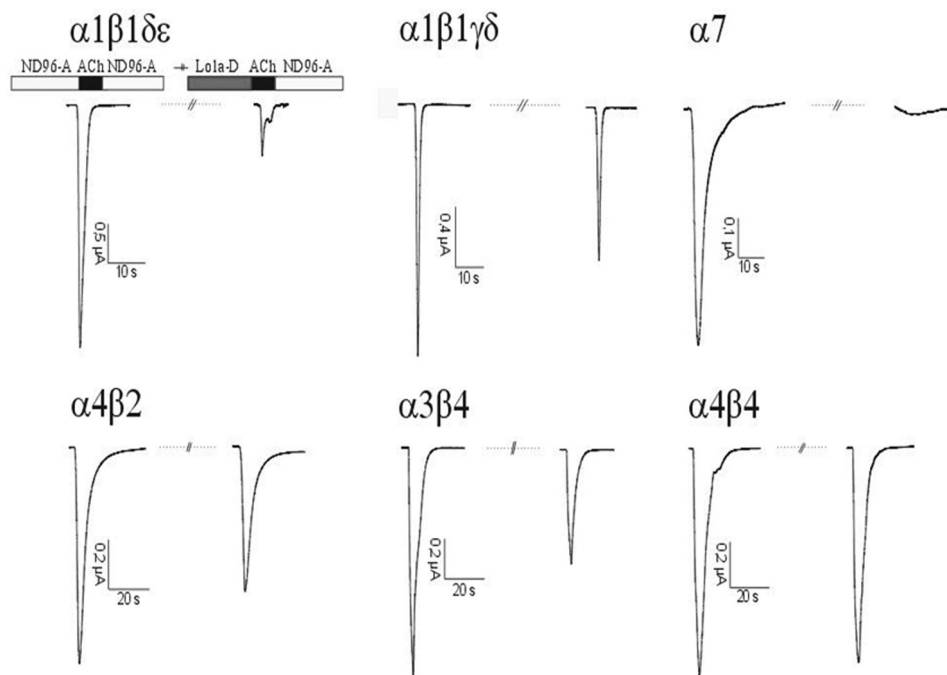 α1β1δε
α1β1γδ
α7
ND96-A ACh ND96-A Lola-D ACh ND96-A
0,5 µA
10 s
0,4 µA
10 s
0,1 µA
10 s
α4β2
α3β4
α4β4
0,2 µA
20 s
0,2 µA
20 s
0,2 µA
20 s